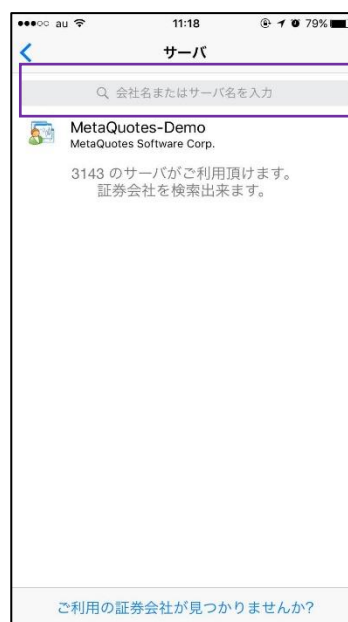 au 11:18 79%
サーバ
会社名またはサーバ名を入力
MetaQuotes-Demo
MetaQuotes Software Corp.
3143 のサーバがご利用頂けます。
証券会社を検索出来ます。
ご利用の証券会社が見つかりませんか?